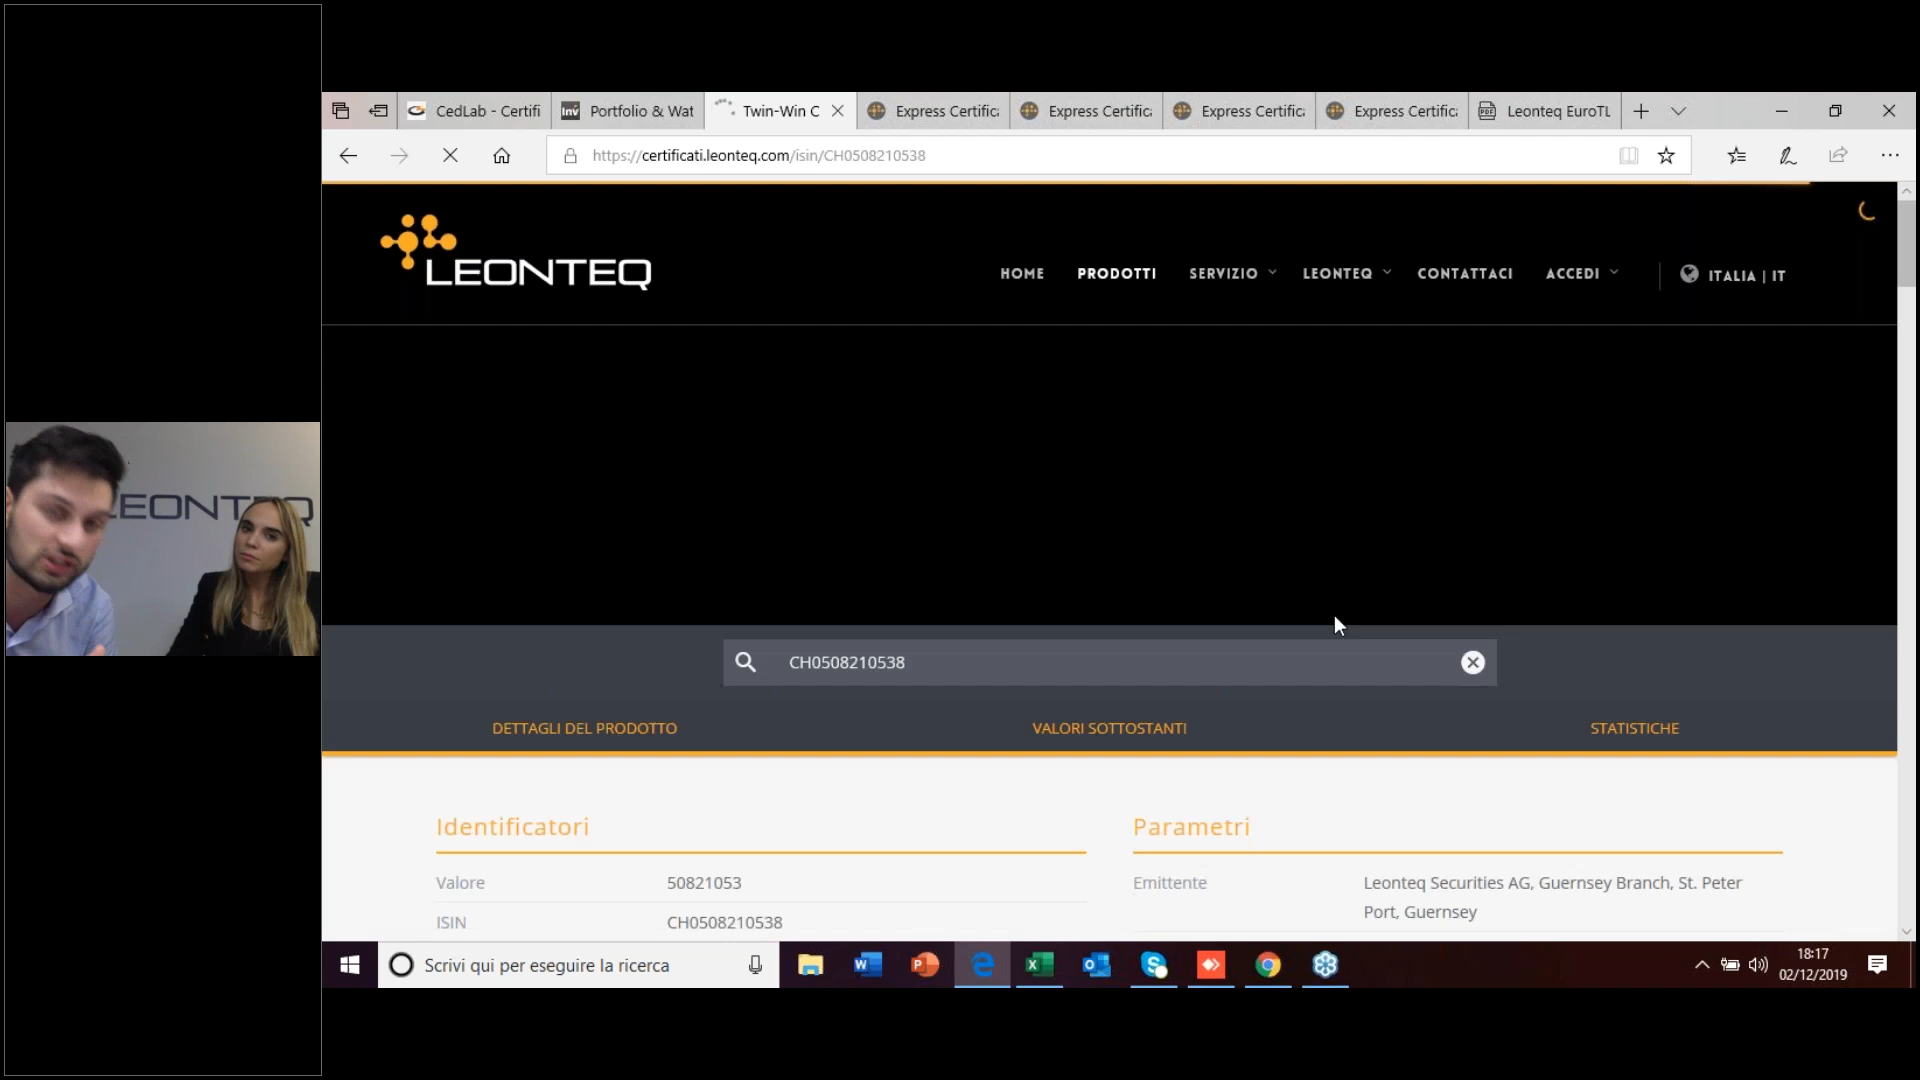 CedLab - Certifi
Portfolio & Wat
Twin-Win C
Express Certific
Express Certific
Express Certific
Express Certific
Leonteq EuroTL
https://certificati.leonteq.com/isin/CH0508210538
LEONTEQ
HOME
PRODOTTI
SERVIZIO
LEONTEQ
CONTATTACI
ACCEDI
ITALIA | IT
EONTEQ
CH0508210538
DETTAGLI DEL PRODOTTO
VALORI SOTTOSTANTI
STATISTICHE
Identificatori
Valore 50821053
ISIN CH0508210538
Parametri
Emittente Leonteq Securities AG, Guernsey Branch, St. Peter
Port, Guernsey
Scrivi qui per eseguire la ricerca
18:17
02/12/2019